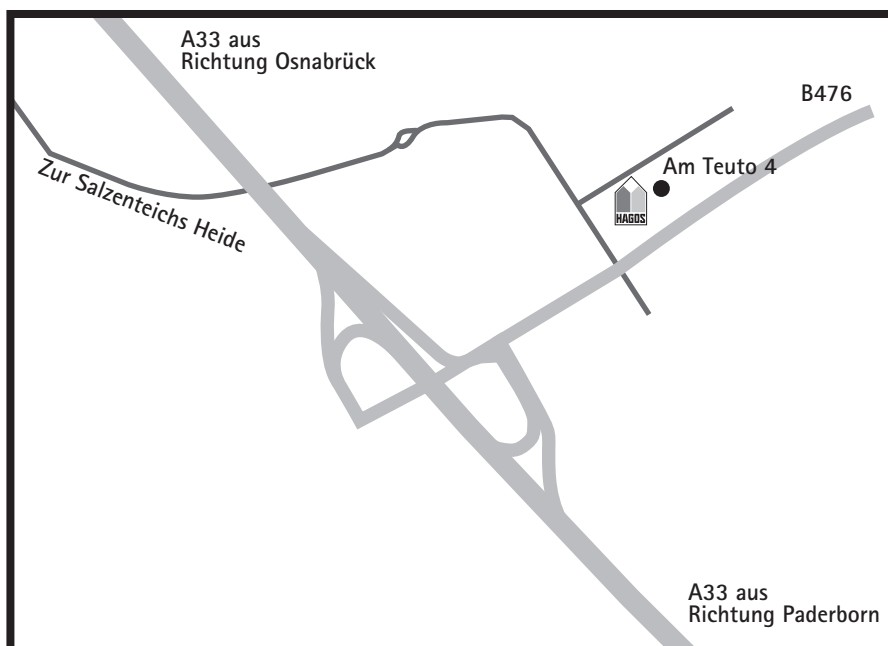 A33 aus
Richtung Osnabrück
B476
Am Teuto 4
Zur Salzenteichs Heide
HAGOS
A33 aus
Richtung Paderborn